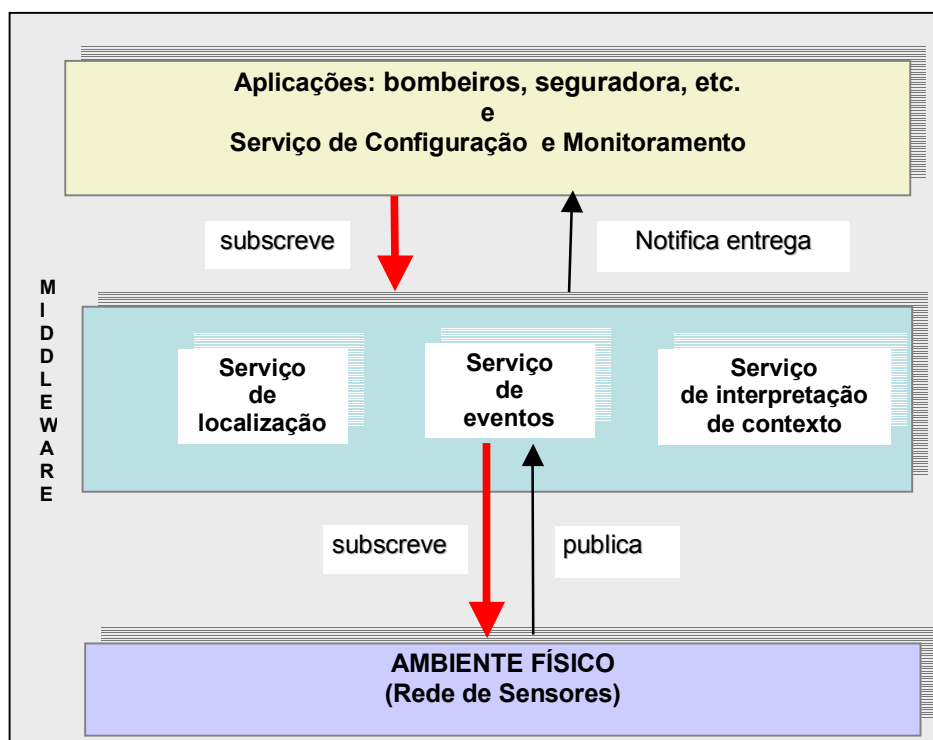 Aplicações: bombeiros, seguradora, etc.
e
Serviço de Configuração e Monitoramento
subscreve
Notifica entrega
MIDDLEWARE
Serviço
de
localização
Serviço
de
eventos
Serviço
de interpretação
de contexto
subscreve
publica
AMBIENTE FÍSICO
(Rede de Sensores)